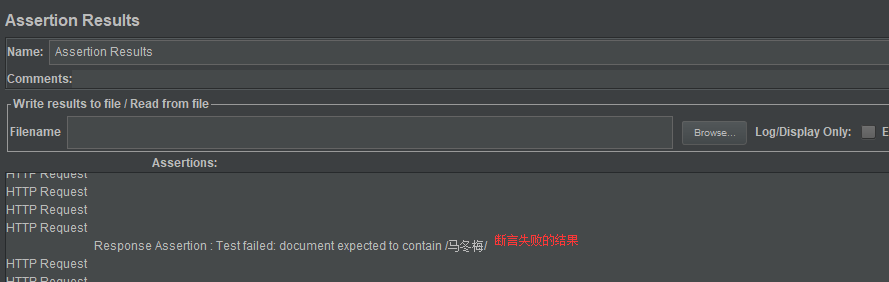 Assertion Results
Name: Assertion Results
Comments:
Write results to file / Read from file
Filename Browse... Log/Display Only: E
Assertions:
HTTP Request
HTTP Request
HTTP Request
HTTP Request
Response Assertion : Test failed: document expected to contain /马冬梅/ 断言失败的结果
HTTP Request
HTTP Request